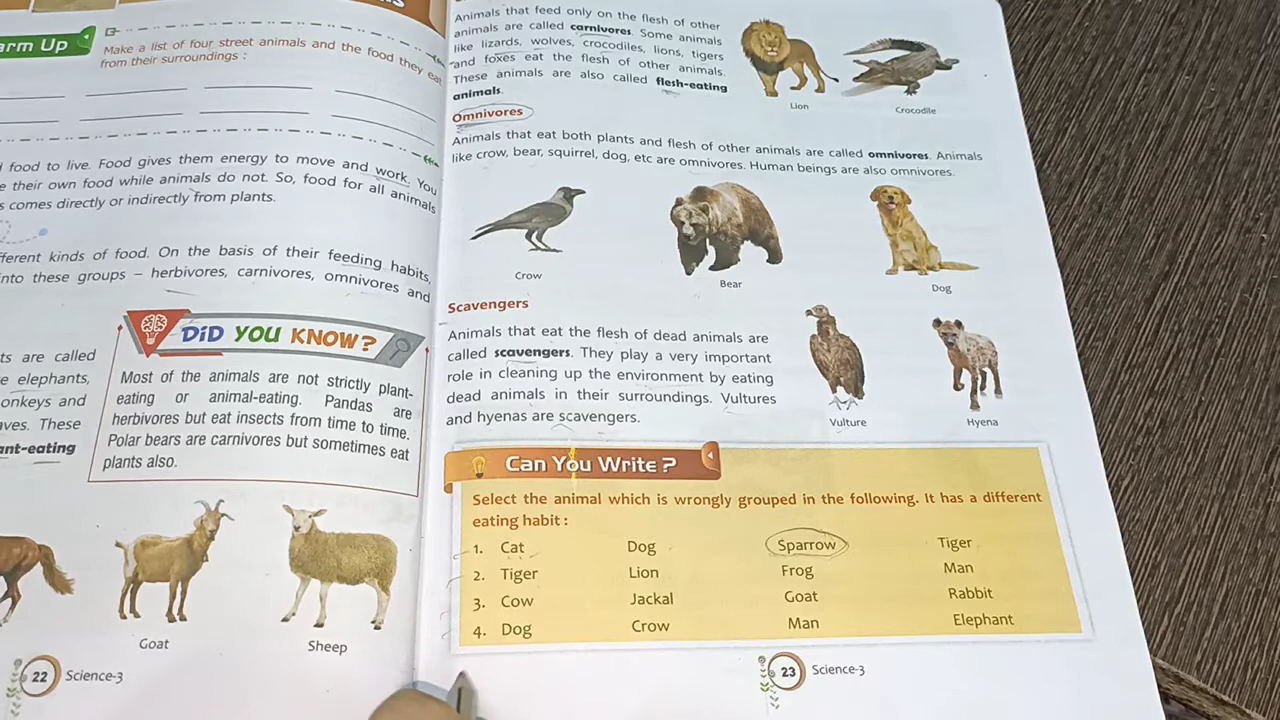 arm Up
Make a list of four street animals and the food they eat
from their surroundings :
food to live. Food gives them energy to move and work. You
e their own food while animals do not. So, food for all animals
s comes directly or indirectly from plants.
fferent kinds of food. On the basis of their feeding habits,
nto these groups – herbivores, carnivores, omnivores and
DiD YOU KNOW?
ts are called
e elephants,
onkeys and
aves. These
ant-eating
Most of the animals are not strictly plant-
eating or animal-eating. Pandas are
herbivores but eat insects from time to time.
Polar bears are carnivores but sometimes eat
plants also.
Goat
Sheep
22 Science-3
Animals that feed only on the flesh of other
animals are called carnivores. Some animals
like lizards, wolves, crocodiles, lions, tigers
and foxes eat the flesh of other animals.
These animals are also called flesh-eating
animals.
Lion
Crocodile
Omnivores
Animals that eat both plants and flesh of other animals are called omnivores. Animals
like crow, bear, squirrel, dog, etc are omnivores. Human beings are also omnivores.
Crow
Bear
Dog
Scavengers
Animals that eat the flesh of dead animals are
called scavengers. They play a very important
role in cleaning up the environment by eating
dead animals in their surroundings. Vultures
and hyenas are scavengers.
Vulture
Hyena
Can You Write ?
Select the animal which is wrongly grouped in the following. It has a different
eating habit :
1. Cat Dog Sparrow Tiger
2. Tiger Lion Frog Man
3. Cow Jackal Goat Rabbit
4. Dog Crow Man Elephant
23 Science-3